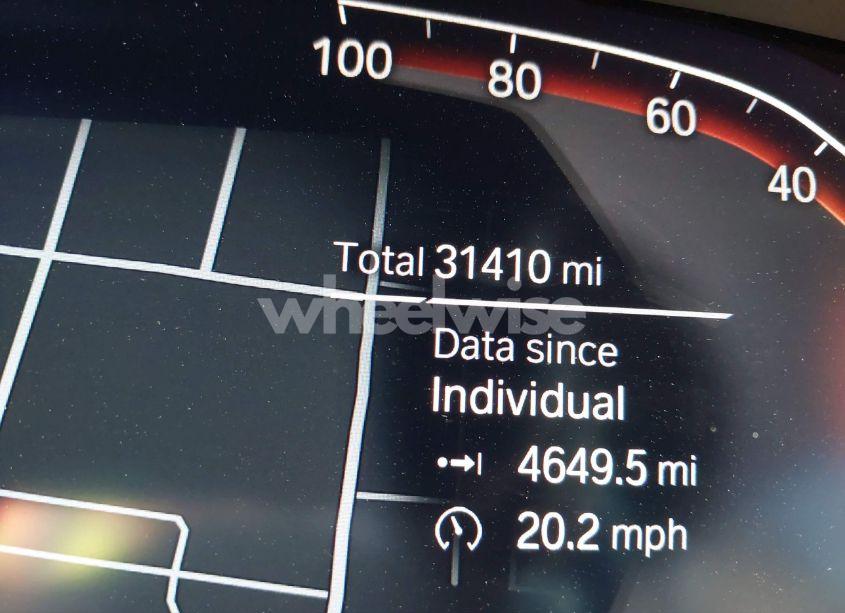 100 80 60 40
Total 31410 mi
wheelwise
Data since
Individual
4649.5 mi
20.2 mph